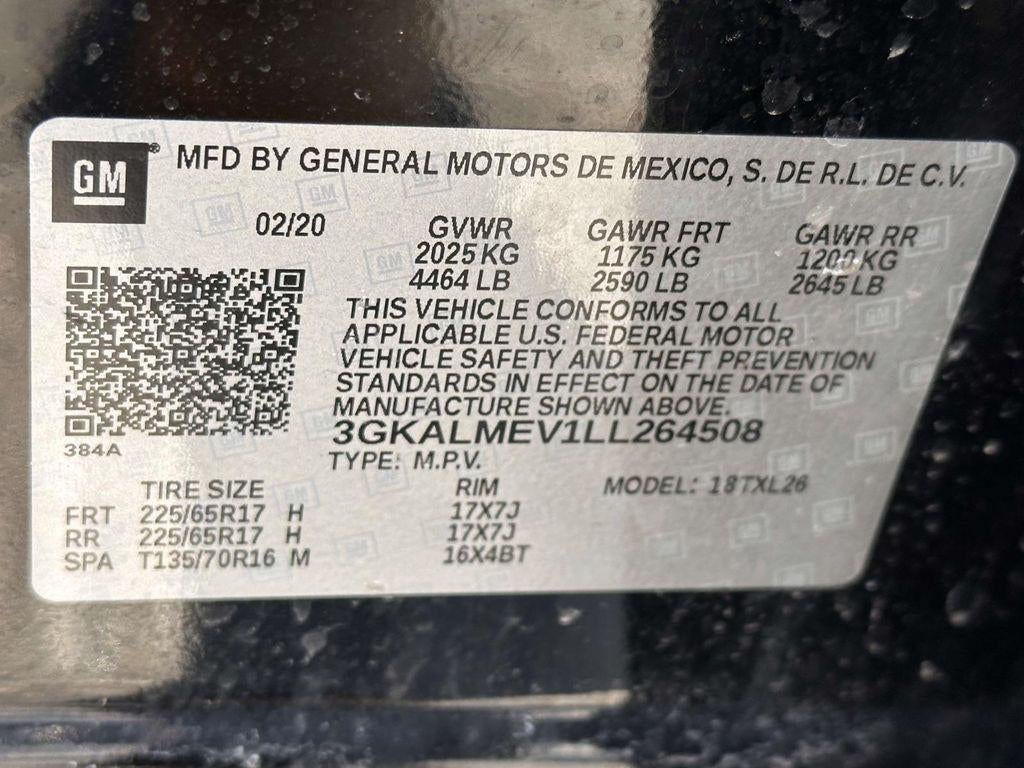 GM ® MFD BY GENERAL MOTORS DE MEXICO, S. DE R.L. DE C.V.
02/20 GVWR GAWR FRT GAWR RR
2025 KG 1175 KG 1200 KG
4464 LB 2590 LB 2645 LB
THIS VEHICLE CONFORMS TO ALL
APPLICABLE U.S. FEDERAL MOTOR
VEHICLE SAFETY AND THEFT PREVENTION
STANDARDS IN EFFECT ON THE DATE OF
MANUFACTURE SHOWN ABOVE.
3GKALMEV1LL264508
384A
TYPE: M.P.V.
TIRE SIZE RIM MODEL: 18TXL26
FRT 225/65R17 H 17X7J
RR 225/65R17 H 17X7J
SPA T135/70R16 M 16X4BT